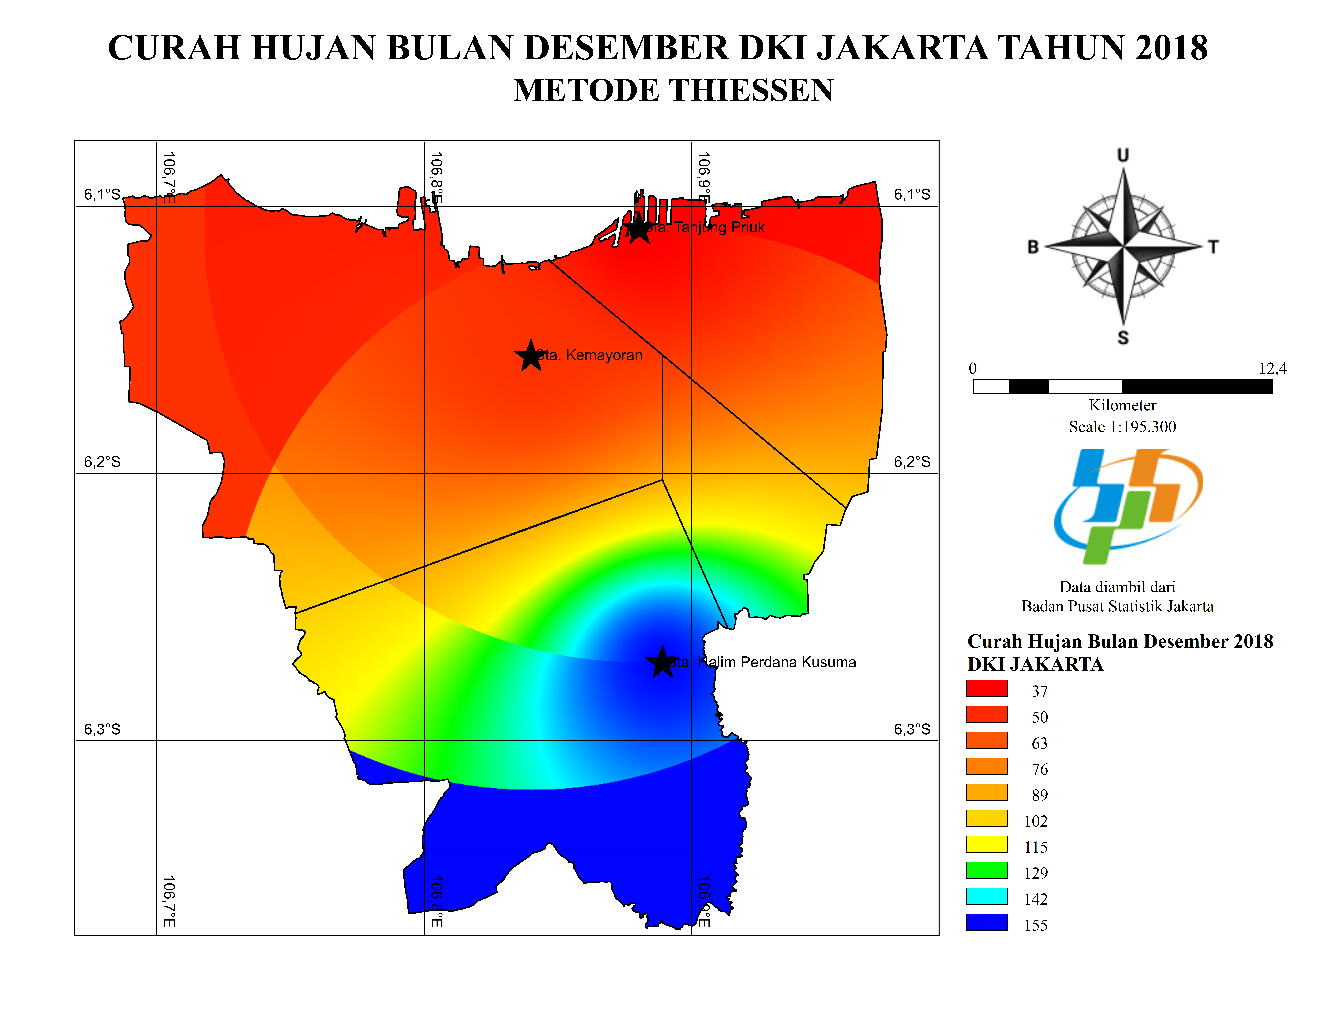 CURAH HUJAN BULAN DESEMBER DKI JAKARTA TAHUN 2018
METODE THIESSEN
106,7°E
106,8°E
106,9°E
6,1°S
6,1°S
Sta. Tanjung Priuk
Sta. Kemayoran
6,2°S
6,2°S
Sta. Halim Perdana Kusuma
6,3°S
6,3°S
106,7°E
106,8°E
106,9°E
U
B
T
S
0
12,4
Kilometer
Scale 1:195.300
Data diambil dari
Badan Pusat Statistik Jakarta
Curah Hujan Bulan Desember 2018
DKI JAKARTA
37
50
63
76
89
102
115
129
142
155